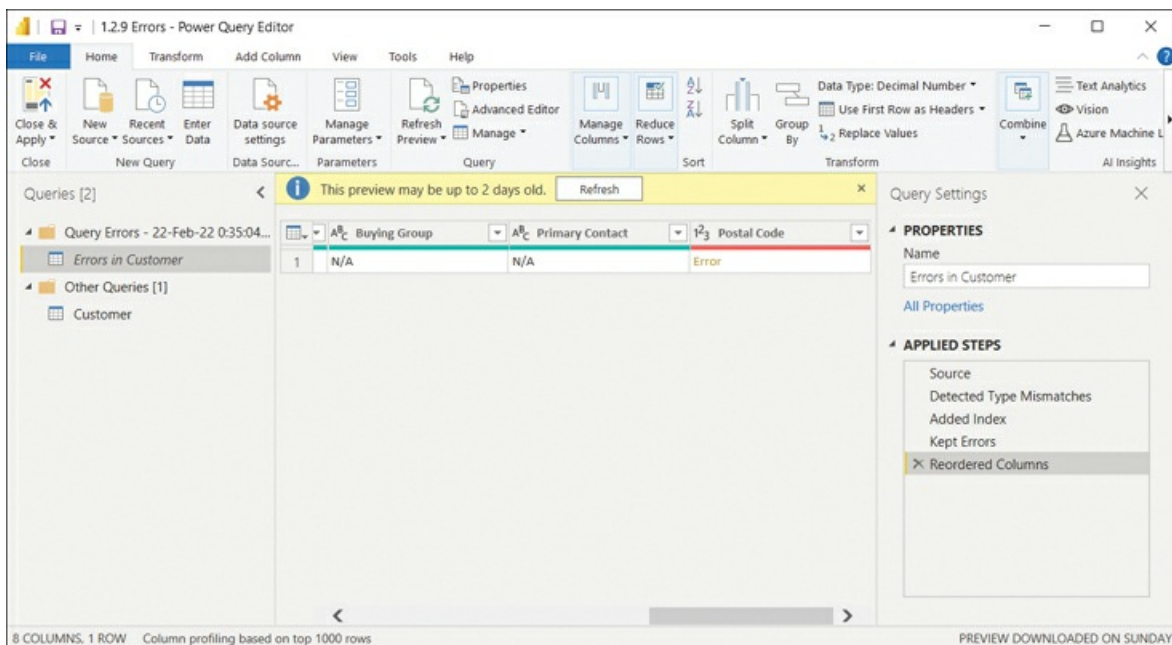 1.2.9 Errors - Power Query Editor
File Home Transform Add Column View Tools Help
Close & Apply
New Source
Recent Sources
Enter Data
Data source settings
Manage Parameters
Refresh Preview
Properties
Advanced Editor
Manage
Manage Columns
Reduce Rows
Split Column
Group By
Data Type: Decimal Number
Use First Row as Headers
Replace Values
Combine
Text Analytics
Vision
Azure Machine L
Close New Query Data Sourc... Parameters Query Sort Transform AI Insights
Queries [2]
Query Errors - 22-Feb-22 0:35:04...
Errors in Customer
Other Queries [1]
Customer
This preview may be up to 2 days old. Refresh
ABC Buying Group ABC Primary Contact 123 Postal Code
1 N/A N/A Error
Query Settings
PROPERTIES
Name
Errors in Customer
All Properties
APPLIED STEPS
Source
Detected Type Mismatches
Added Index
Kept Errors
Reordered Columns
8 COLUMNS, 1 ROW Column profiling based on top 1000 rows PREVIEW DOWNLOADED ON SUNDAY